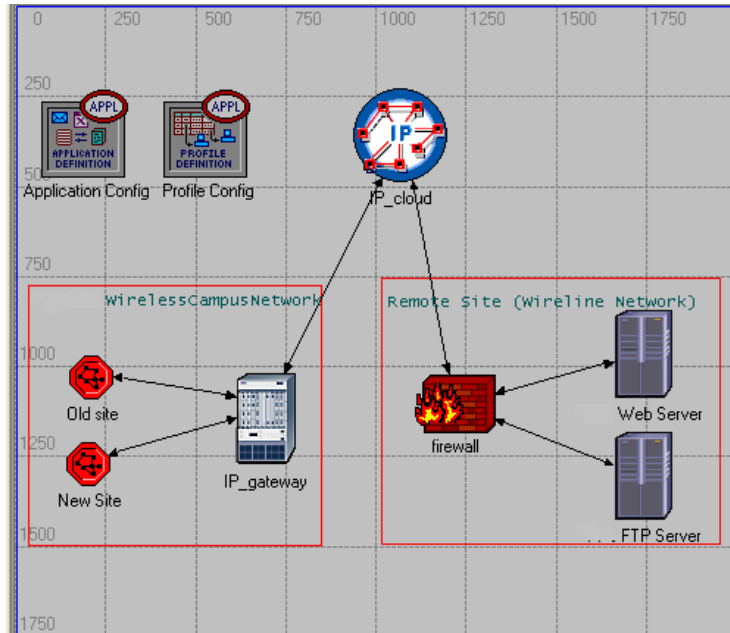 0 250 500 750 1000 1250 1500 1750
250
APPL APPL
APPLICATION DEFINITION
PROFILE DEFINITION
IP
Application Config
Profile Config
IP_cloud
500
750
WirelessCampusNetwork
Remote Site (Wireline Network)
1000
Old site
Web Server
firewall
1250
IP_gateway
New Site
. . . FTP Server
1500
1750